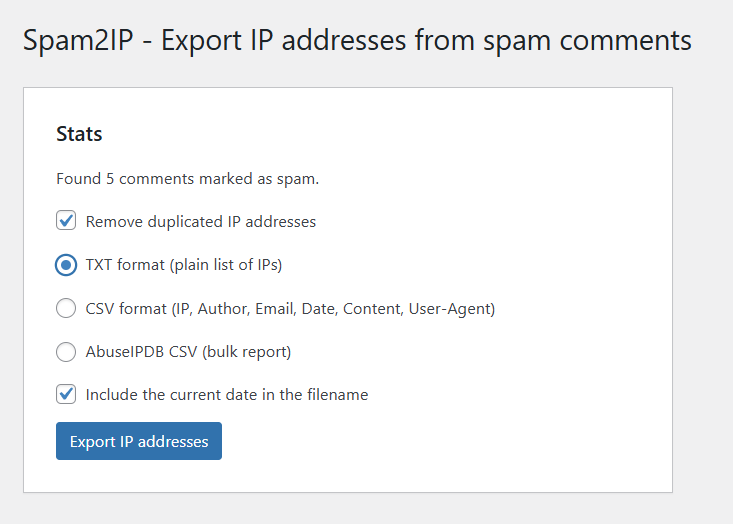 Spam2IP - Export IP addresses from spam comments
Stats
Found 5 comments marked as spam.
Remove duplicated IP addresses
TXT format (plain list of IPs)
CSV format (IP, Author, Email, Date, Content, User-Agent)
AbuseIPDB CSV (bulk report)
Include the current date in the filename
Export IP addresses